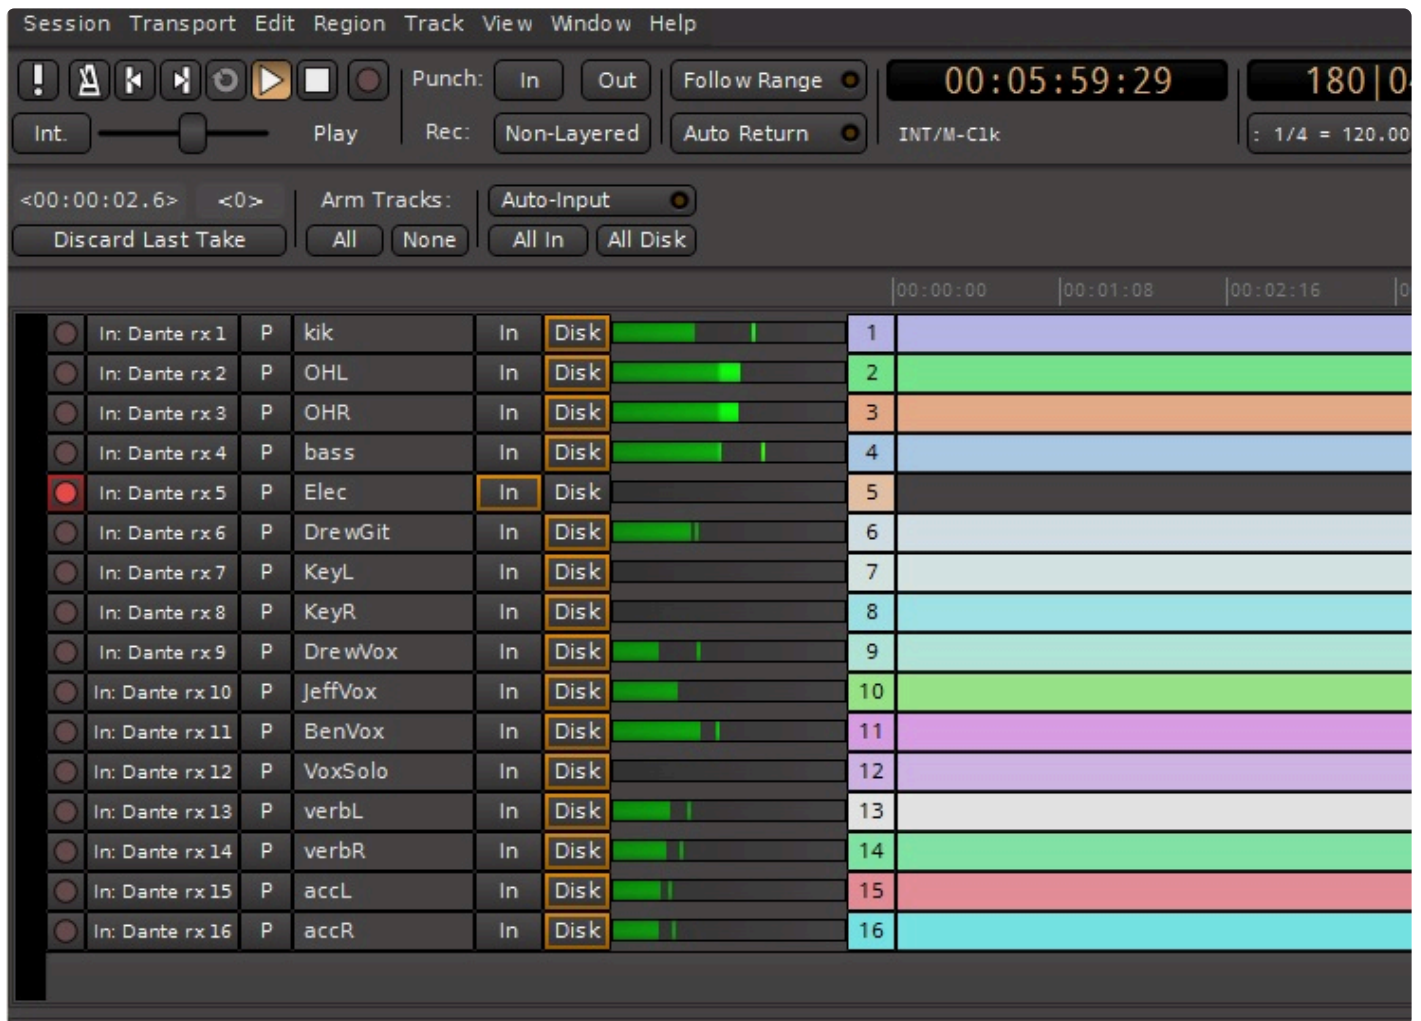 Session Transport Edit Region Track View Window Help
! Punch: In Out Follow Range 00:05:59:29 180|0
Int. Play Rec: Non-Layered Auto Return INT/M-Clk : 1/4 = 120.00
<00:00:02.6> <0> Arm Tracks: Auto-Input
Discard Last Take All None All In All Disk
00:00:00 00:01:08 00:02:16
In: Dante rx 1 P kik In Disk 1
In: Dante rx 2 P OHL In Disk 2
In: Dante rx 3 P OHR In Disk 3
In: Dante rx 4 P bass In Disk 4
In: Dante rx 5 P Elec In Disk 5
In: Dante rx 6 P DrewGit In Disk 6
In: Dante rx 7 P KeyL In Disk 7
In: Dante rx 8 P KeyR In Disk 8
In: Dante rx 9 P DrewVox In Disk 9
In: Dante rx 10 P JeffVox In Disk 10
In: Dante rx 11 P BenVox In Disk 11
In: Dante rx 12 P VoxSolo In Disk 12
In: Dante rx 13 P verbL In Disk 13
In: Dante rx 14 P verbR In Disk 14
In: Dante rx 15 P accL In Disk 15
In: Dante rx 16 P accR In Disk 16